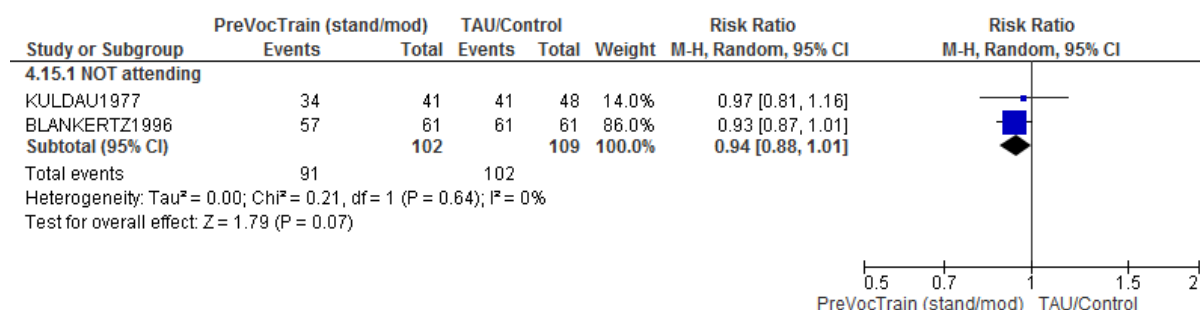 PreVocTrain (stand/mod) TAU/Control Risk Ratio Risk Ratio
Study or Subgroup Events Total Events Total Weight M-H, Random, 95% CI M-H, Random, 95% CI
4.15.1 NOT attending
KULDAU1977 34 41 41 48 14.0% 0.97 [0.81, 1.16]
BLANKERTZ1996 57 61 61 61 86.0% 0.93 [0.87, 1.01]
Subtotal (95% CI) 102 109 100.0% 0.94 [0.88, 1.01]
Total events 91 102
Heterogeneity: Tau² = 0.00; Chi² = 0.21, df = 1 (P = 0.64); I² = 0%
Test for overall effect: Z = 1.79 (P = 0.07)
0.5 0.7 1 1.5 2
PreVocTrain (stand/mod) TAU/Control